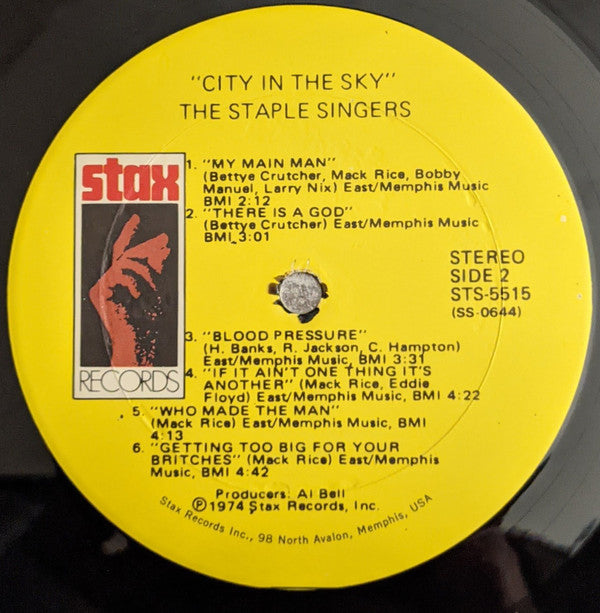 "CITY IN THE SKY"
THE STAPLE SINGERS
stax
RECORDS
1. "MY MAIN MAN"
(Bettye Crutcher, Mack Rice, Bobby
Manuel, Larry Nix) East/Memphis Music
BMI 2:12
2. "THERE IS A GOD"
(Bettye Crutcher) East/Memphis Music
BMI 3:01
STEREO
SIDE 2
STS-5515
(SS-0644)
3. "BLOOD PRESSURE"
(H. Banks, R. Jackson, C. Hampton)
East/Memphis Music, BMI 3:31
4. "IF IT AIN'T ONE THING IT'S
ANOTHER" (Mack Rice, Eddie
Floyd) East/Memphis Music, BMI 4:22
5. "WHO MADE THE MAN"
(Mack Rice) East/Memphis Music, BMI
4:13
6. "GETTING TOO BIG FOR YOUR
BRITCHES" (Mack Rice) East/Memphis
Music, BMI 4:42
Producers: Al Bell
Ⓟ1974 Stax Records, Inc.
Stax Records Inc., 98 North Avalon, Memphis, USA